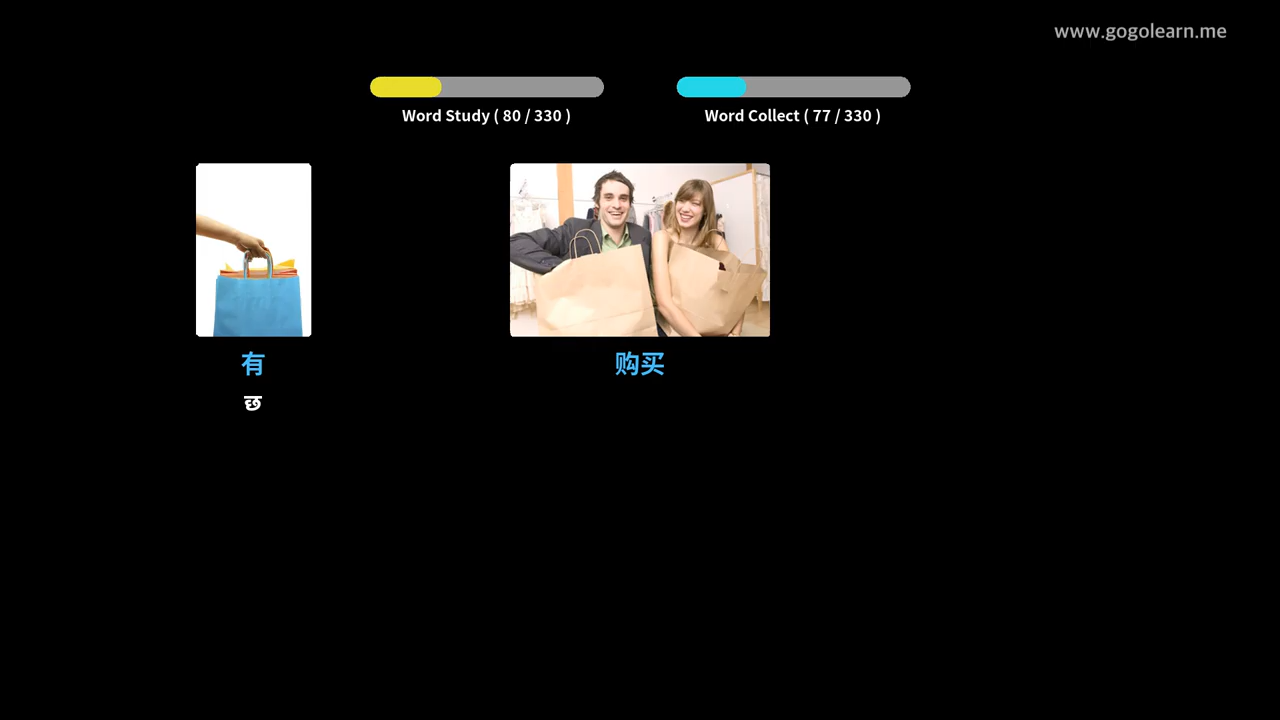 www.gogolearn.me
Word Study ( 80 / 330 )
Word Collect ( 77 / 330 )
有
购买
छ